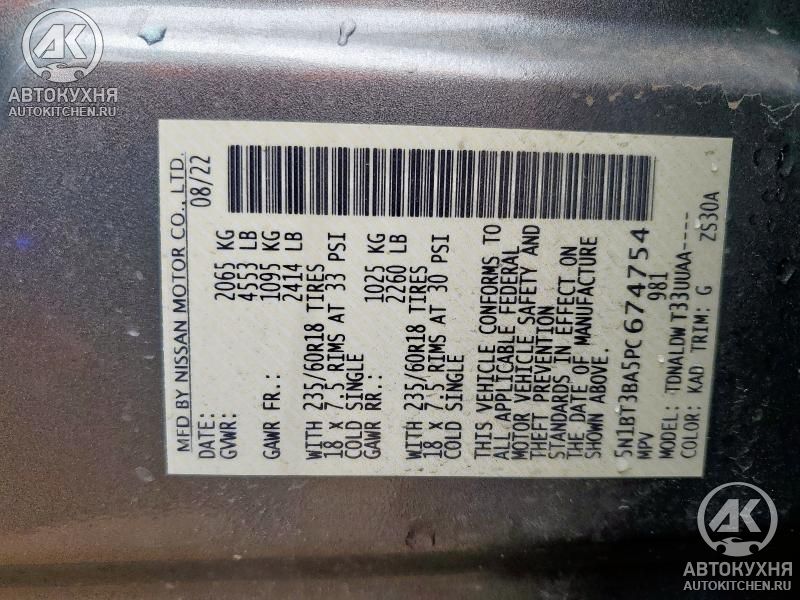 АК
АВТОКУХНЯ
AUTOKITCHEN.RU
MFD BY NISSAN MOTOR CO., LTD.
DATE: 08/22
GVWR: 2065 KG
4553 LB
GAWR FR.: 1095 KG
2414 LB
WITH 235/60R18 TIRES
18 X 7.5 RIMS AT 33 PSI
COLD SINGLE
GAWR RR.: 1025 KG
2260 LB
WITH 235/60R18 TIRES
18 X 7.5 RIMS AT 30 PSI
COLD SINGLE
THIS VEHICLE CONFORMS TO
ALL APPLICABLE FEDERAL
MOTOR VEHICLE SAFETY AND
THEFT PREVENTION
STANDARDS IN EFFECT ON
THE DATE OF MANUFACTURE
SHOWN ABOVE.
5N1BT3BA5PC674754
MPV 981
MODEL: TDNALDW T33UUAA----
COLOR: KAD TRIM: G ZS30A
АК
АВТОКУХНЯ
AUTOKITCHEN.RU